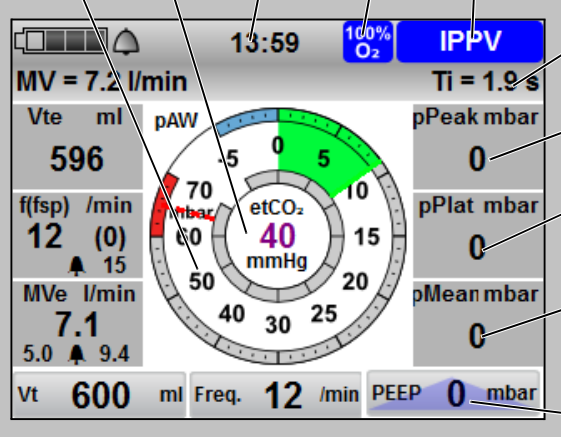 13:59 100% O₂ IPPV
MV = 7.2 l/min Ti = 1.9 s
Vte ml
596
f(fsp) /min
12 (0)
15
MVe l/min
7.1
5.0 9.4
pAW
-5 0 5 10 15 20 25 30 40 50 60 70
mbar
etCO₂
40
mmHg
pPeak mbar
0
pPlat mbar
0
pMean mbar
0
Vt 600 ml Freq. 12 /min PEEP 0 mbar